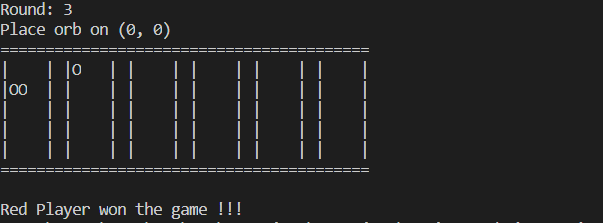 Round: 3
Place orb on (0, 0)
=========================================
|    | |O   | |    | |    | |    | |    |
|OO  | |    | |    | |    | |    | |    |
|    | |    | |    | |    | |    | |    |
|    | |    | |    | |    | |    | |    |
|    | |    | |    | |    | |    | |    |
=========================================
Red Player won the game !!!